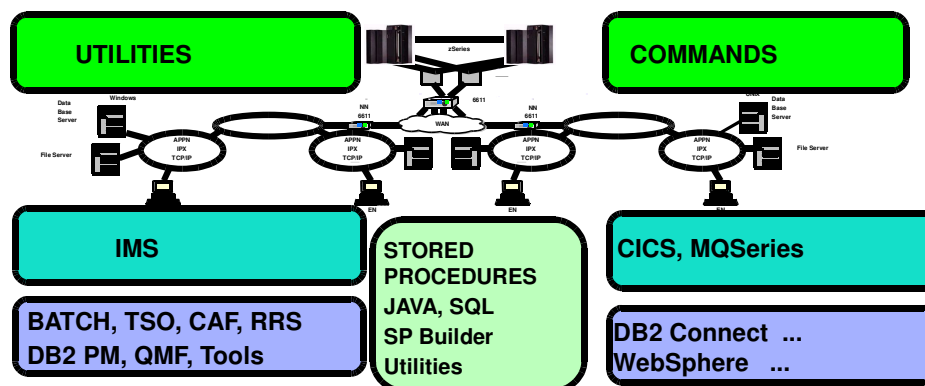 UTILITIES
zSeries
COMMANDS
6611
Windows
Data
Base
Server
NN
6611
WAN
NN
6611
UNIX
Data
Base
Server
File Server
APPN
IPX
TCP/IP
APPN
IPX
TCP/IP
APPN
IPX
TCP/IP
APPN
IPX
TCP/IP
File Server
EN
EN
EN
IMS
STORED
PROCEDURES
JAVA, SQL
SP Builder
Utilities
CICS, MQSeries
BATCH, TSO, CAF, RRS
DB2 PM, QMF, Tools
DB2 Connect ...
WebSphere ...